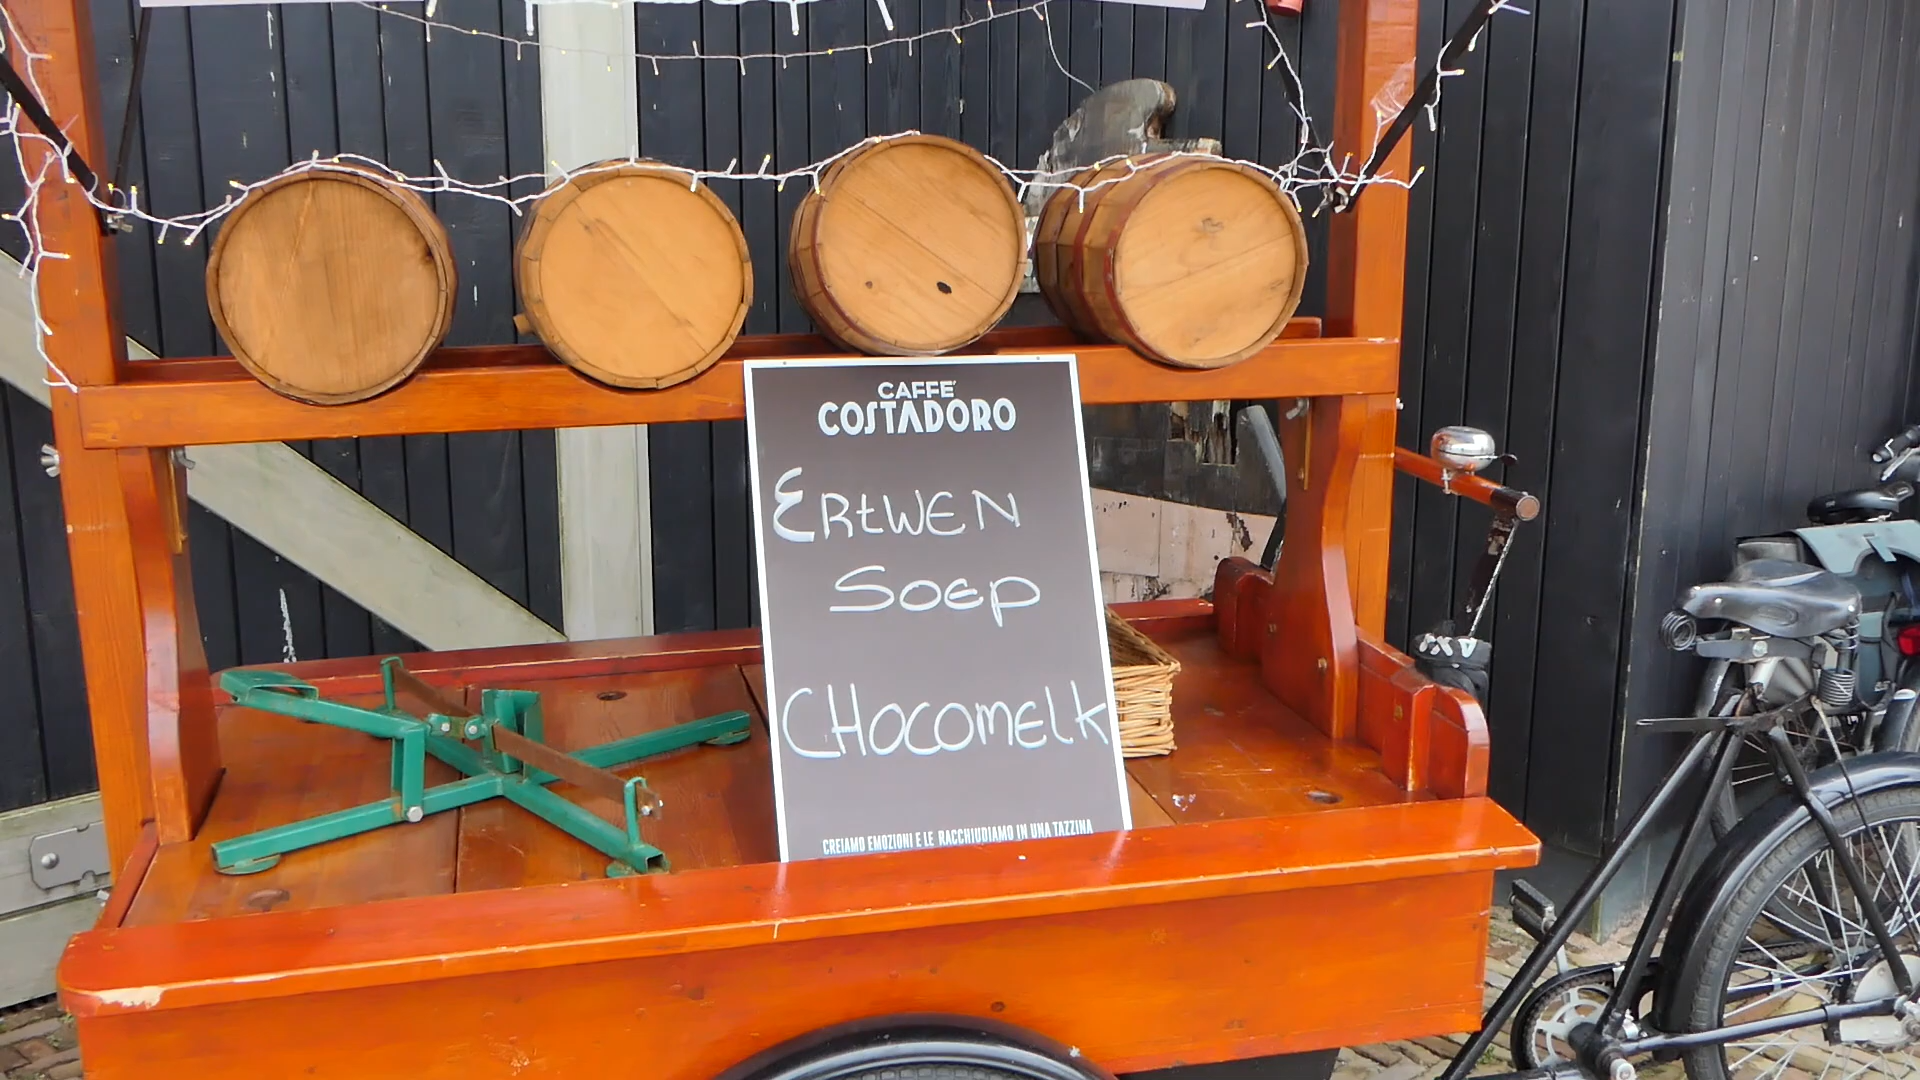 CAFFE'
COSTADORO
ERtWEN
SOEP
CHOCOMELK
CREIAMO EMOZIONI E LE RACCHIUDIAMO IN UNA TAZZINA